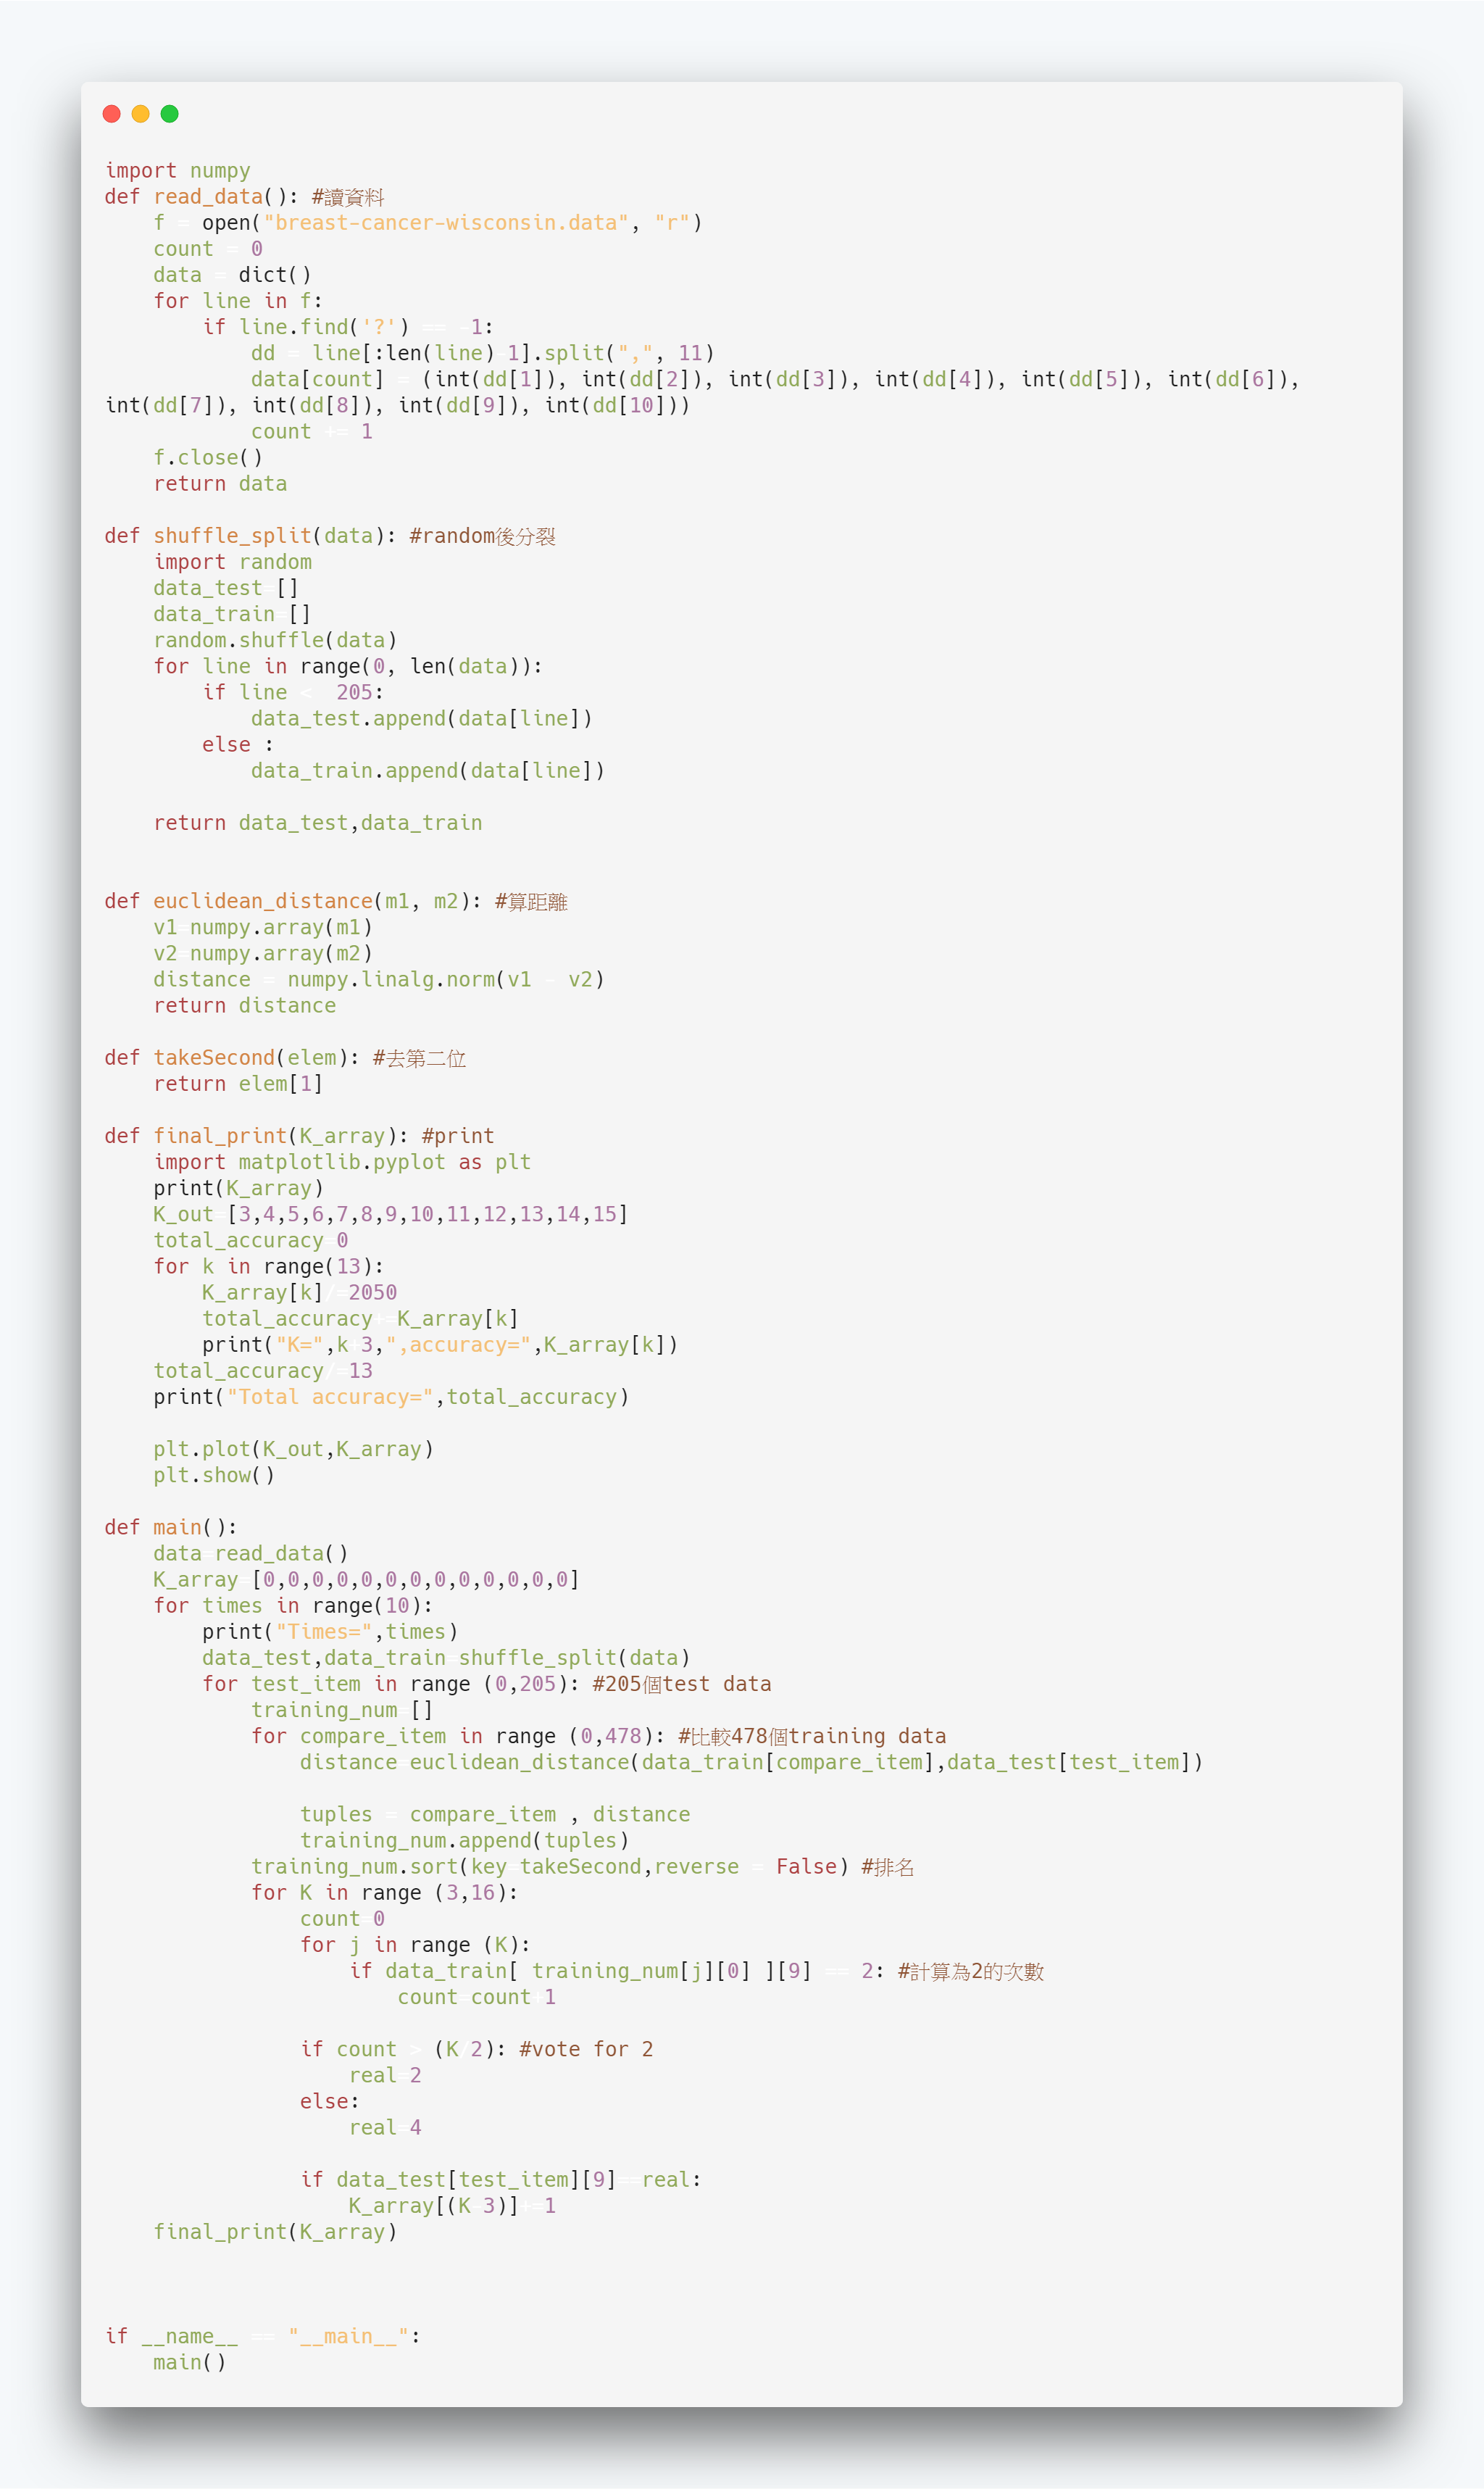 import numpy
def read_data(): #讀資料
    f = open("breast-cancer-wisconsin.data", "r")
    count = 0
    data = dict()
    for line in f:
        if line.find('?') == -1:
            dd = line[:len(line)-1].split(",", 11)
            data[count] = (int(dd[1]), int(dd[2]), int(dd[3]), int(dd[4]), int(dd[5]), int(dd[6]),
int(dd[7]), int(dd[8]), int(dd[9]), int(dd[10]))
            count += 1
    f.close()
    return data

def shuffle_split(data): #random後分裂
    import random
    data_test=[]
    data_train=[]
    random.shuffle(data)
    for line in range(0, len(data)):
        if line <  205:
            data_test.append(data[line])
        else :
            data_train.append(data[line])

    return data_test,data_train


def euclidean_distance(m1, m2): #算距離
    v1=numpy.array(m1)
    v2=numpy.array(m2)
    distance = numpy.linalg.norm(v1 - v2)
    return distance

def takeSecond(elem): #去第二位
    return elem[1]

def final_print(K_array): #print
    import matplotlib.pyplot as plt
    print(K_array)
    K_out=[3,4,5,6,7,8,9,10,11,12,13,14,15]
    total_accuracy=0
    for k in range(13):
        K_array[k]/=2050
        total_accuracy+=K_array[k]
        print("K=",k+3,",accuracy=",K_array[k])
    total_accuracy/=13
    print("Total accuracy=",total_accuracy)

    plt.plot(K_out,K_array)
    plt.show()

def main():
    data=read_data()
    K_array=[0,0,0,0,0,0,0,0,0,0,0,0,0]
    for times in range(10):
        print("Times=",times)
        data_test,data_train=shuffle_split(data)
        for test_item in range (0,205): #205個test data
            training_num=[]
            for compare_item in range (0,478): #比較478個training data
                distance=euclidean_distance(data_train[compare_item],data_test[test_item])

                tuples = compare_item , distance
                training_num.append(tuples)
            training_num.sort(key=takeSecond,reverse = False) #排名
            for K in range (3,16):
                count=0
                for j in range (K):
                    if data_train[ training_num[j][0] ][9] == 2: #計算為2的次數
                        count=count+1

                if count > (K/2): #vote for 2
                    real=2
                else:
                    real=4

                if data_test[test_item][9]==real:
                    K_array[(K-3)]+=1
    final_print(K_array)



if __name__ == "__main__":
    main()